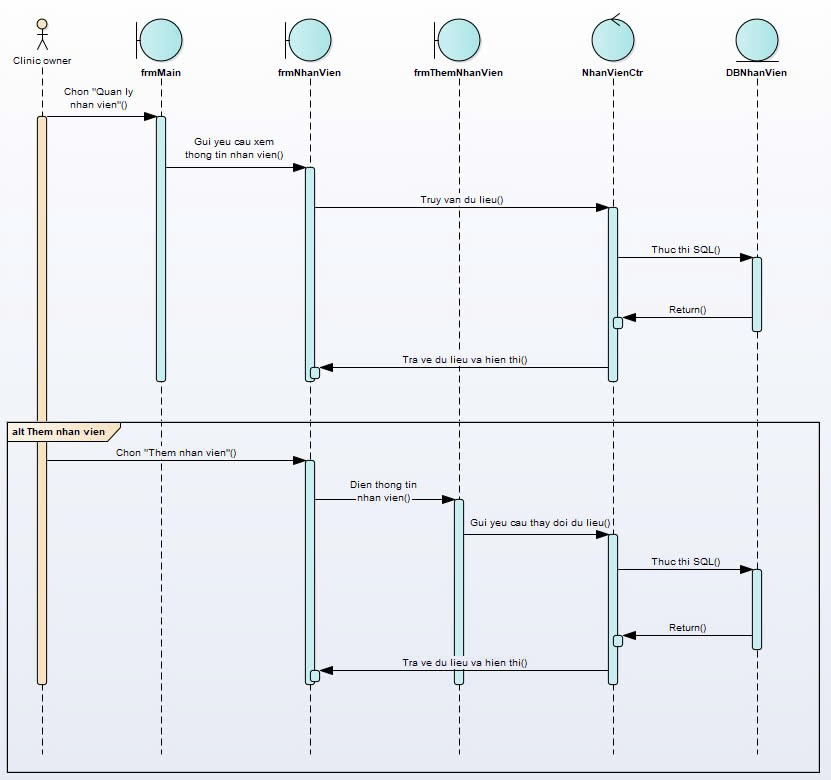 Clinic owner
frmMain
frmNhanVien
frmThemNhanVien
NhanVienCtr
DBNhanVien
Chon "Quan ly
nhan vien"()
Gui yeu cau xem
thong tin nhan vien()
Truy van du lieu()
Thuc thi SQL()
Return()
Tra ve du lieu va hien thi()
alt Them nhan vien
Chon "Them nhan vien"()
Dien thong tin
nhan vien()
Gui yeu cau thay doi du lieu()
Thuc thi SQL()
Return()
Tra ve du lieu va hien thi()